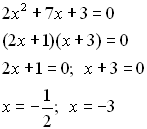 2x² + 7x + 3 = 0
(2x + 1)(x + 3) = 0
2x + 1 = 0; x + 3 = 0
x = -1/2; x = -3